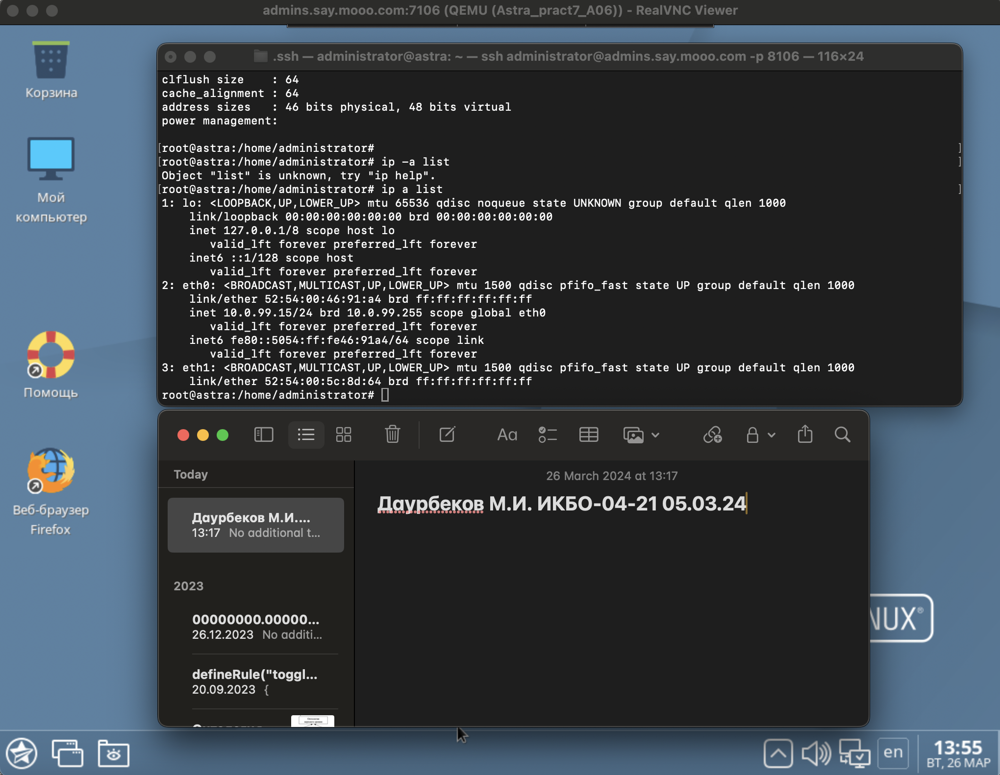 admins.say.mooo.com:7106 (QEMU (Astra_pract7_A06)) - RealVNC Viewer
Корзина
Мой
компьютер
Помощь
Веб-браузер
Firefox
.ssh — administrator@astra: ~ — ssh administrator@admins.say.mooo.com -p 8106 — 116×24
clflush size    : 64
cache_alignment : 64
address sizes   : 46 bits physical, 48 bits virtual
power management:
[root@astra:/home/administrator# ]
[root@astra:/home/administrator# ip -a list ]
Object "list" is unknown, try "ip help".
[root@astra:/home/administrator# ip a list ]
1: lo: <LOOPBACK,UP,LOWER_UP> mtu 65536 qdisc noqueue state UNKNOWN group default qlen 1000
    link/loopback 00:00:00:00:00:00 brd 00:00:00:00:00:00
    inet 127.0.0.1/8 scope host lo
       valid_lft forever preferred_lft forever
    inet6 ::1/128 scope host
       valid_lft forever preferred_lft forever
2: eth0: <BROADCAST,MULTICAST,UP,LOWER_UP> mtu 1500 qdisc pfifo_fast state UP group default qlen 1000
    link/ether 52:54:00:46:91:a4 brd ff:ff:ff:ff:ff:ff
    inet 10.0.99.15/24 brd 10.0.99.255 scope global eth0
       valid_lft forever preferred_lft forever
    inet6 fe80::5054:ff:fe46:91a4/64 scope link
       valid_lft forever preferred_lft forever
3: eth1: <BROADCAST,MULTICAST,UP,LOWER_UP> mtu 1500 qdisc pfifo_fast state UP group default qlen 1000
    link/ether 52:54:00:5c:8d:64 brd ff:ff:ff:ff:ff:ff
root@astra:/home/administrator#
Aa
Today
Даурбеков М.И....
13:17 No additional t...
2023
00000000.00000...
26.12.2023 No additi...
defineRule("toggl...
20.09.2023 {
26 March 2024 at 13:17
Даурбеков М.И. ИКБО-04-21 05.03.24
NUX®
en
13:55
ВТ, 26 МАР